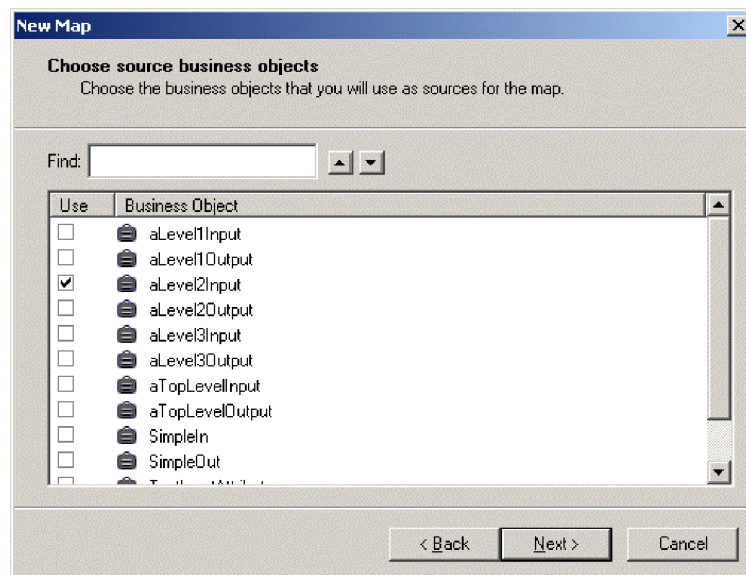 New Map
Choose source business objects
Choose the business objects that you will use as sources for the map.
Find:
Use Business Object
aLevel1Input
aLevel1Output
aLevel2Input
aLevel2Output
aLevel3Input
aLevel3Output
aTopLevelInput
aTopLevelOutput
SimpleIn
SimpleOut
< Back Next > Cancel